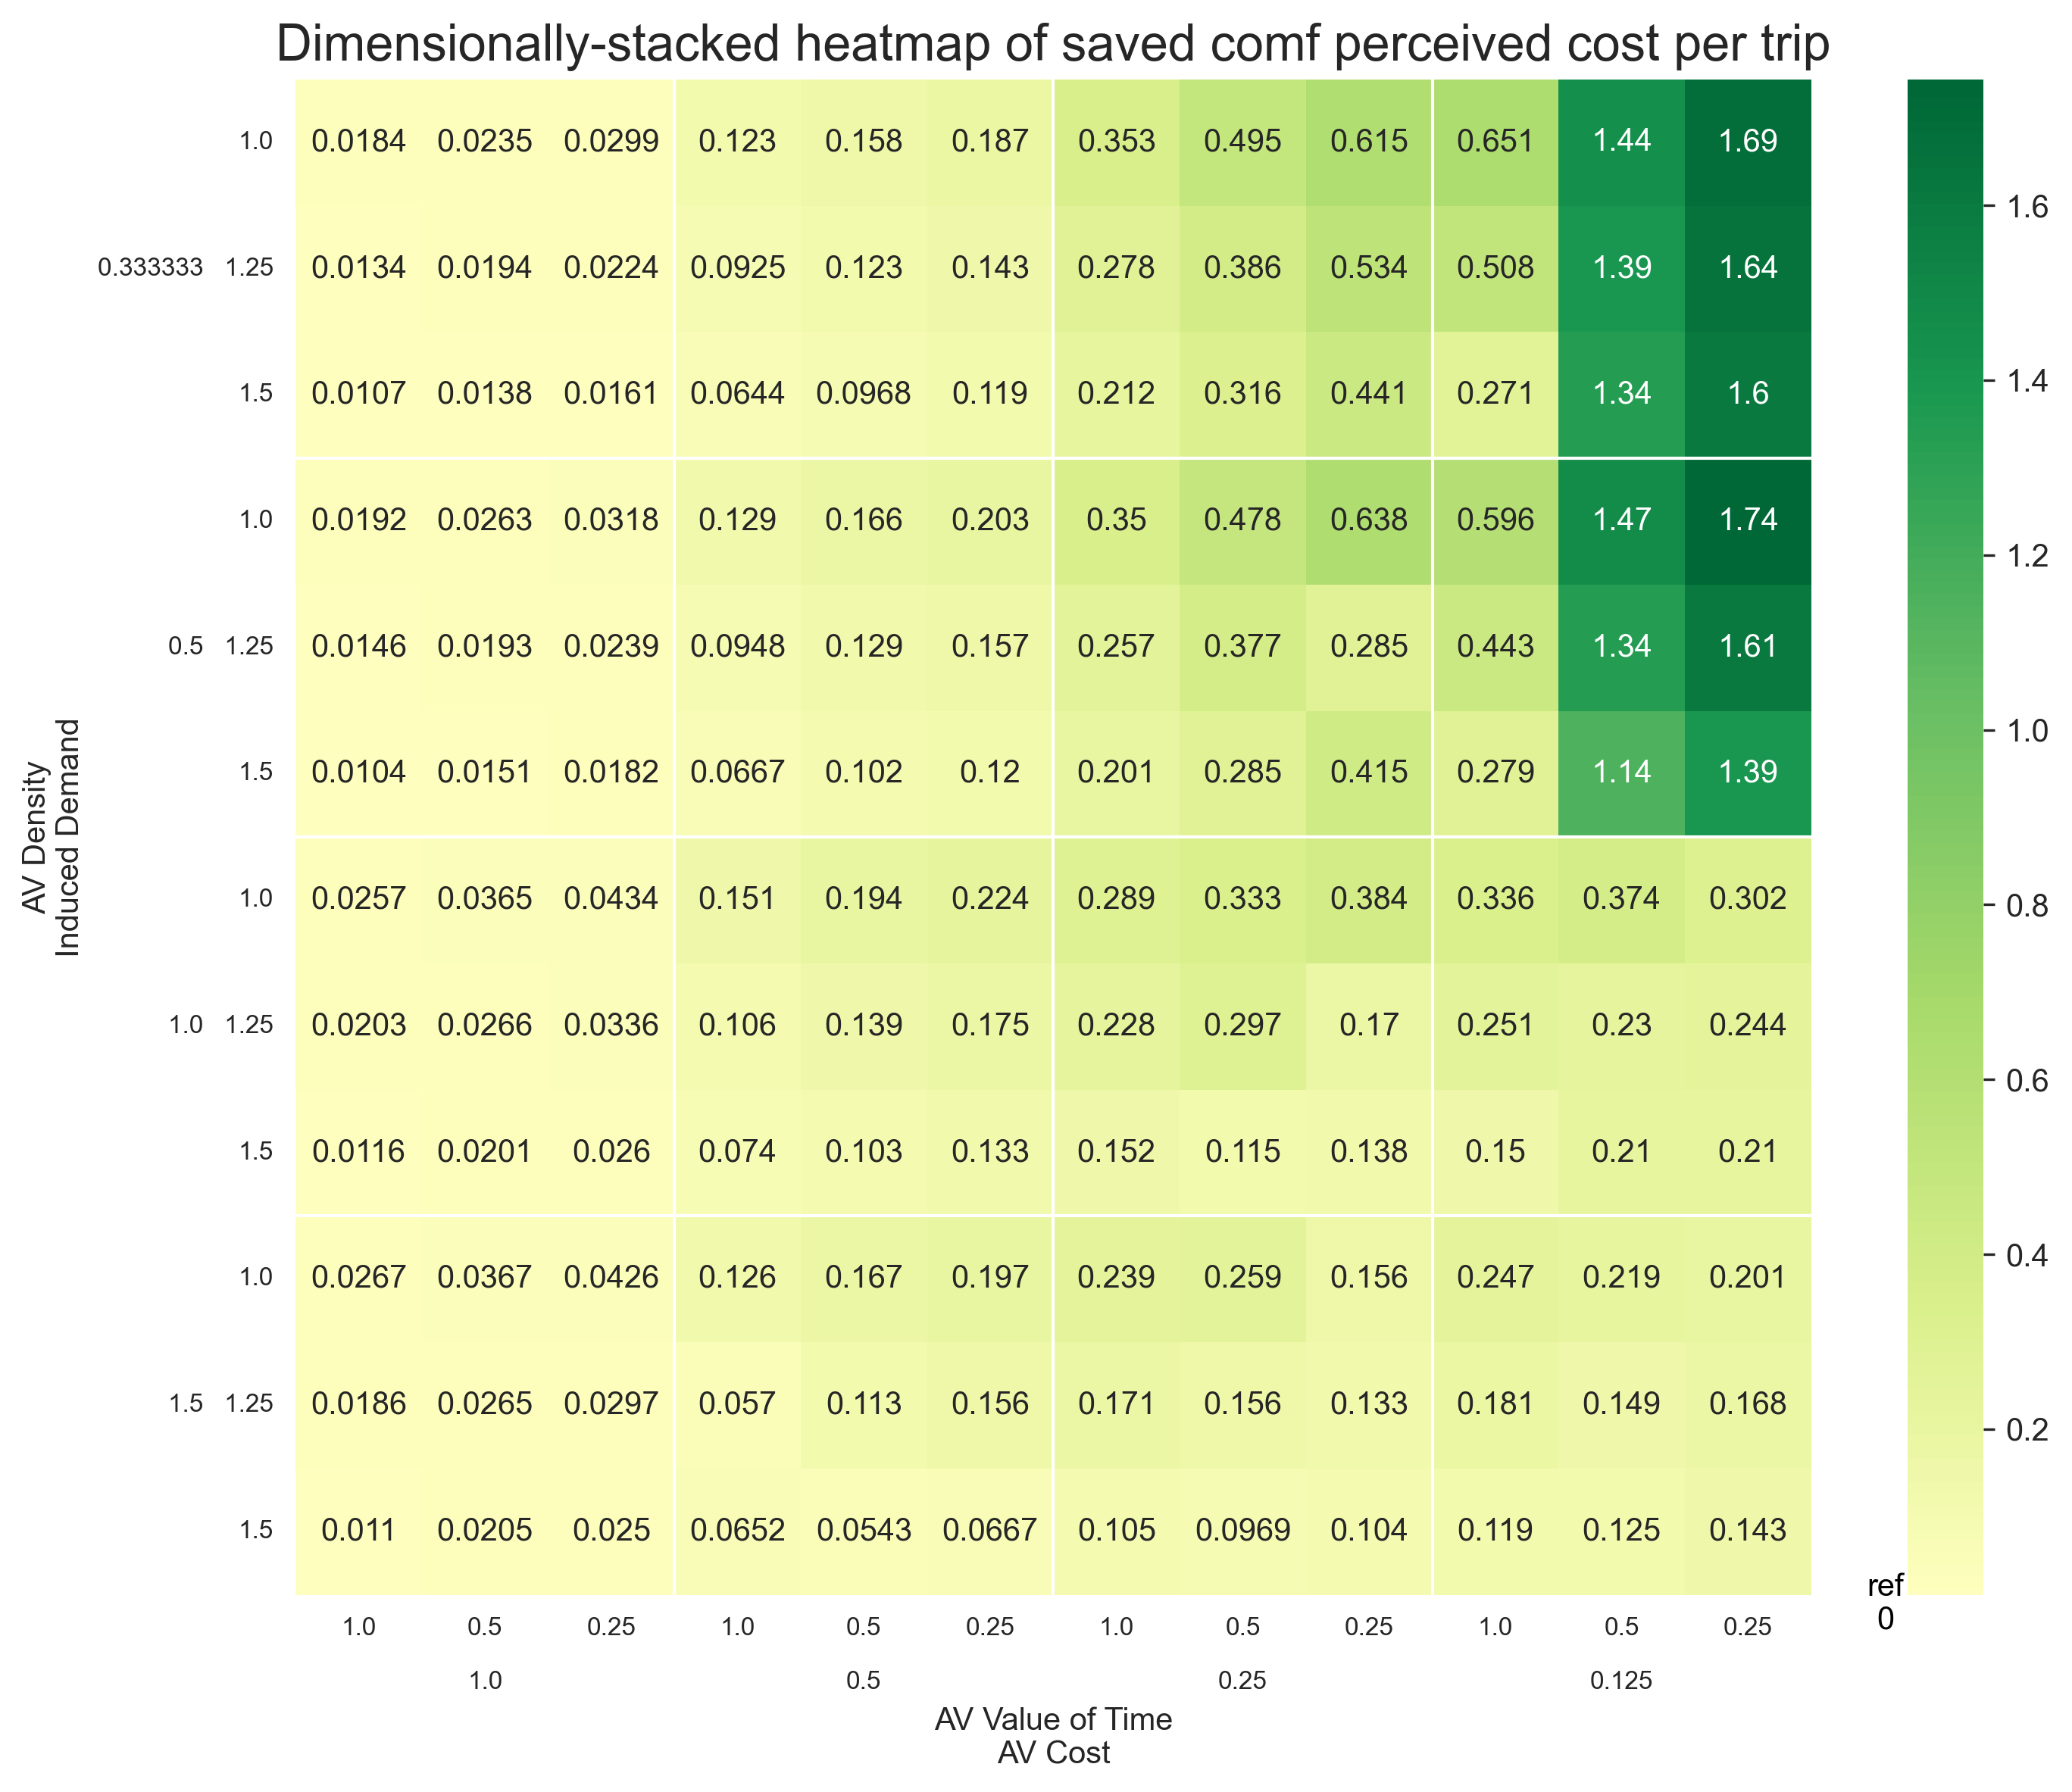 Dimensionally-stacked heatmap of saved comf perceived cost per trip
1.0 0.0184 0.0235 0.0299 0.123 0.158 0.187 0.353 0.495 0.615 0.651 1.44 1.69
0.333333 1.25 0.0134 0.0194 0.0224 0.0925 0.123 0.143 0.278 0.386 0.534 0.508 1.39 1.64
1.5 0.0107 0.0138 0.0161 0.0644 0.0968 0.119 0.212 0.316 0.441 0.271 1.34 1.6
1.0 0.0192 0.0263 0.0318 0.129 0.166 0.203 0.35 0.478 0.638 0.596 1.47 1.74
0.5 1.25 0.0146 0.0193 0.0239 0.0948 0.129 0.157 0.257 0.377 0.285 0.443 1.34 1.61
1.5 0.0104 0.0151 0.0182 0.0667 0.102 0.12 0.201 0.285 0.415 0.279 1.14 1.39
1.0 0.0257 0.0365 0.0434 0.151 0.194 0.224 0.289 0.333 0.384 0.336 0.374 0.302
1.0 1.25 0.0203 0.0266 0.0336 0.106 0.139 0.175 0.228 0.297 0.17 0.251 0.23 0.244
1.5 0.0116 0.0201 0.026 0.074 0.103 0.133 0.152 0.115 0.138 0.15 0.21 0.21
1.0 0.0267 0.0367 0.0426 0.126 0.167 0.197 0.239 0.259 0.156 0.247 0.219 0.201
1.5 1.25 0.0186 0.0265 0.0297 0.057 0.113 0.156 0.171 0.156 0.133 0.181 0.149 0.168
1.5 0.011 0.0205 0.025 0.0652 0.0543 0.0667 0.105 0.0969 0.104 0.119 0.125 0.143
AV Density
Induced Demand
1.0 0.5 0.25 1.0 0.5 0.25 1.0 0.5 0.25 1.0 0.5 0.25
1.0 0.5 0.25 0.125
AV Value of Time
AV Cost
1.6
1.4
1.2
1.0
0.8
0.6
0.4
0.2
ref
0